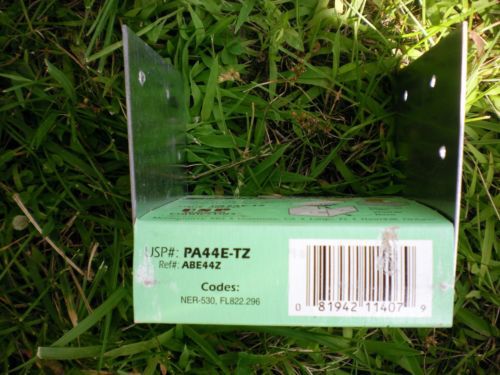 USP#: PA44E-TZ
Ref#: ABE44Z
Codes:
NER-530, FL822.296
0 81942 11407 9